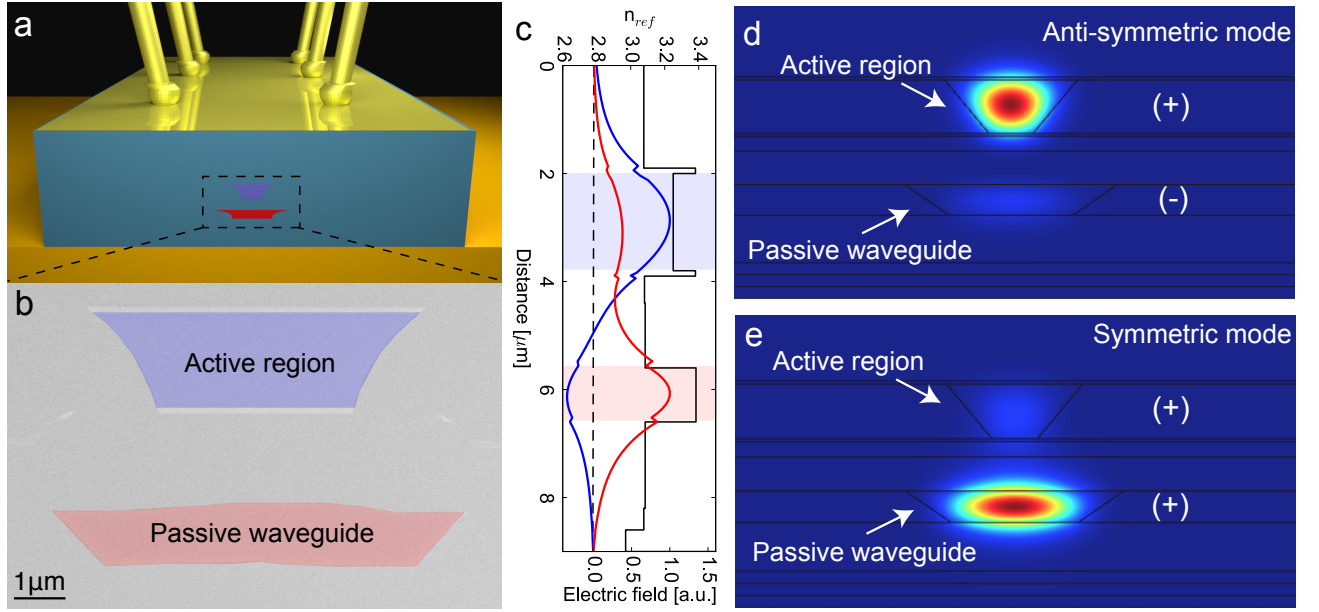 a
b
Active region
Passive waveguide
1μm
c
n_ref
2.6
2.8
3.0
3.2
3.4
0
2
4
6
8
Distance [μm]
0.0
0.5
1.0
1.5
Electric field [a.u.]
d
Anti-symmetric mode
Active region
(+)
(-)
Passive waveguide
e
Symmetric mode
Active region
(+)
(+)
Passive waveguide